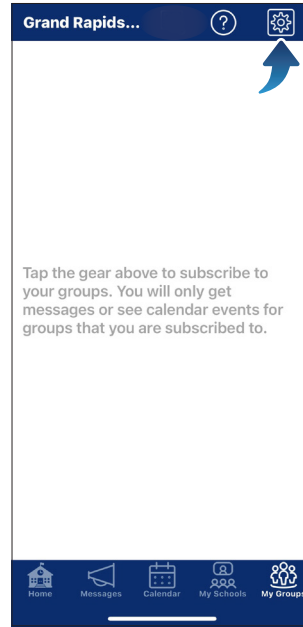 Grand Rapids...
?
Tap the gear above to subscribe to
your groups. You will only get
messages or see calendar events for
groups that you are subscribed to.
Home Messages Calendar My Schools My Groups